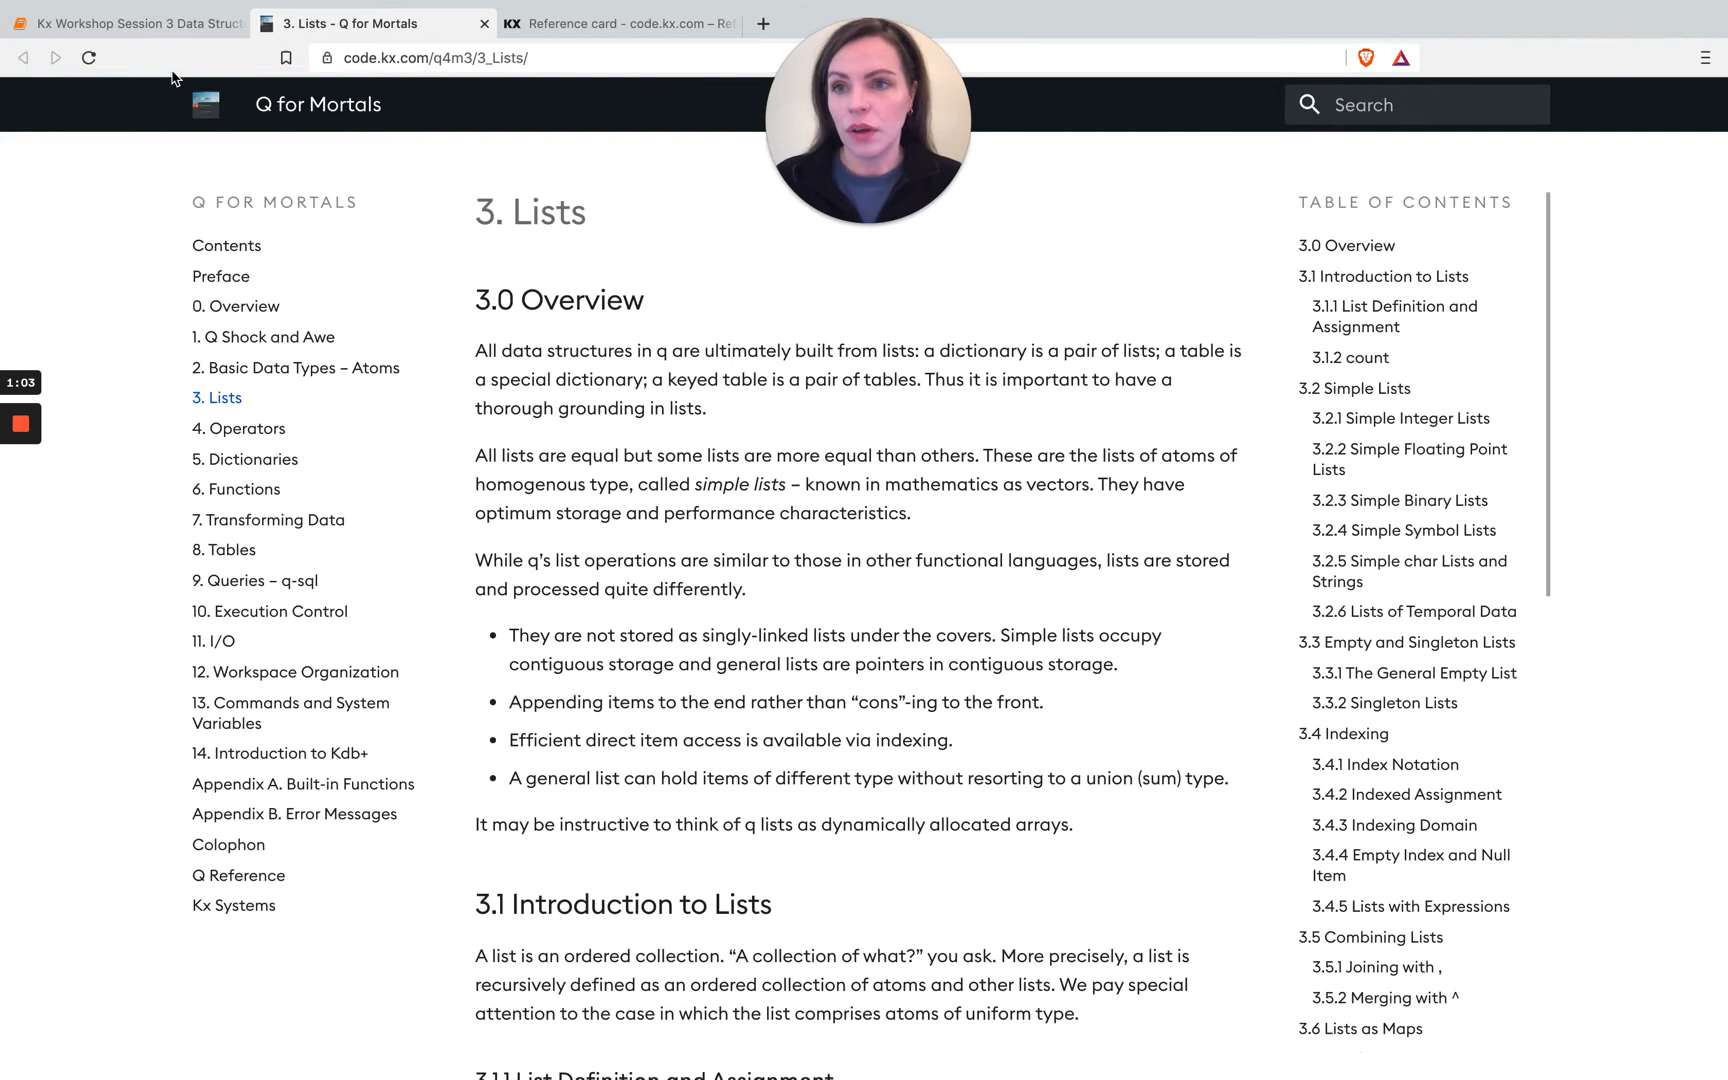 Kx Workshop Session 3 Data Struct
3. Lists - Q for Mortals
KX Reference card - code.kx.com – Ref
code.kx.com/q4m3/3_Lists/
Q for Mortals
Search
1:03
Q FOR MORTALS
Contents
Preface
0. Overview
1. Q Shock and Awe
2. Basic Data Types – Atoms
3. Lists
4. Operators
5. Dictionaries
6. Functions
7. Transforming Data
8. Tables
9. Queries – q-sql
10. Execution Control
11. I/O
12. Workspace Organization
13. Commands and System
Variables
14. Introduction to Kdb+
Appendix A. Built-in Functions
Appendix B. Error Messages
Colophon
Q Reference
Kx Systems
3. Lists
3.0 Overview
All data structures in q are ultimately built from lists: a dictionary is a pair of lists; a table is
a special dictionary; a keyed table is a pair of tables. Thus it is important to have a
thorough grounding in lists.
All lists are equal but some lists are more equal than others. These are the lists of atoms of
homogenous type, called simple lists – known in mathematics as vectors. They have
optimum storage and performance characteristics.
While q’s list operations are similar to those in other functional languages, lists are stored
and processed quite differently.
• They are not stored as singly-linked lists under the covers. Simple lists occupy
contiguous storage and general lists are pointers in contiguous storage.
• Appending items to the end rather than “cons”-ing to the front.
• Efficient direct item access is available via indexing.
• A general list can hold items of different type without resorting to a union (sum) type.
It may be instructive to think of q lists as dynamically allocated arrays.
3.1 Introduction to Lists
A list is an ordered collection. “A collection of what?” you ask. More precisely, a list is
recursively defined as an ordered collection of atoms and other lists. We pay special
attention to the case in which the list comprises atoms of uniform type.
3.1.1 List Definition and Assignment
TABLE OF CONTENTS
3.0 Overview
3.1 Introduction to Lists
3.1.1 List Definition and
Assignment
3.1.2 count
3.2 Simple Lists
3.2.1 Simple Integer Lists
3.2.2 Simple Floating Point
Lists
3.2.3 Simple Binary Lists
3.2.4 Simple Symbol Lists
3.2.5 Simple char Lists and
Strings
3.2.6 Lists of Temporal Data
3.3 Empty and Singleton Lists
3.3.1 The General Empty List
3.3.2 Singleton Lists
3.4 Indexing
3.4.1 Index Notation
3.4.2 Indexed Assignment
3.4.3 Indexing Domain
3.4.4 Empty Index and Null
Item
3.4.5 Lists with Expressions
3.5 Combining Lists
3.5.1 Joining with ,
3.5.2 Merging with ^
3.6 Lists as Maps